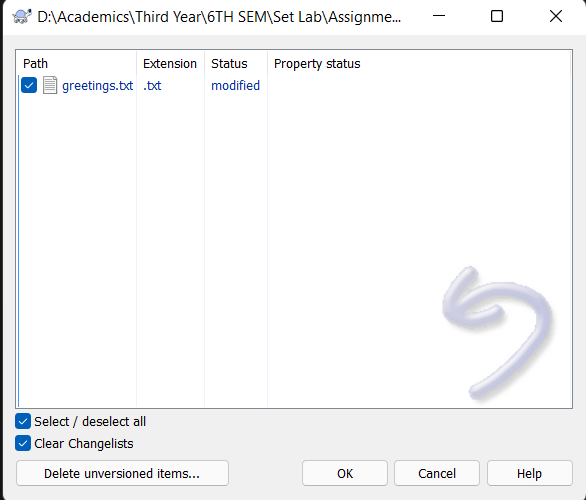 D:\Academics\Third Year\6TH SEM\Set Lab\Assignme...
Path Extension Status Property status
greetings.txt .txt modified
Select / deselect all
Clear Changelists
Delete unversioned items... OK Cancel Help